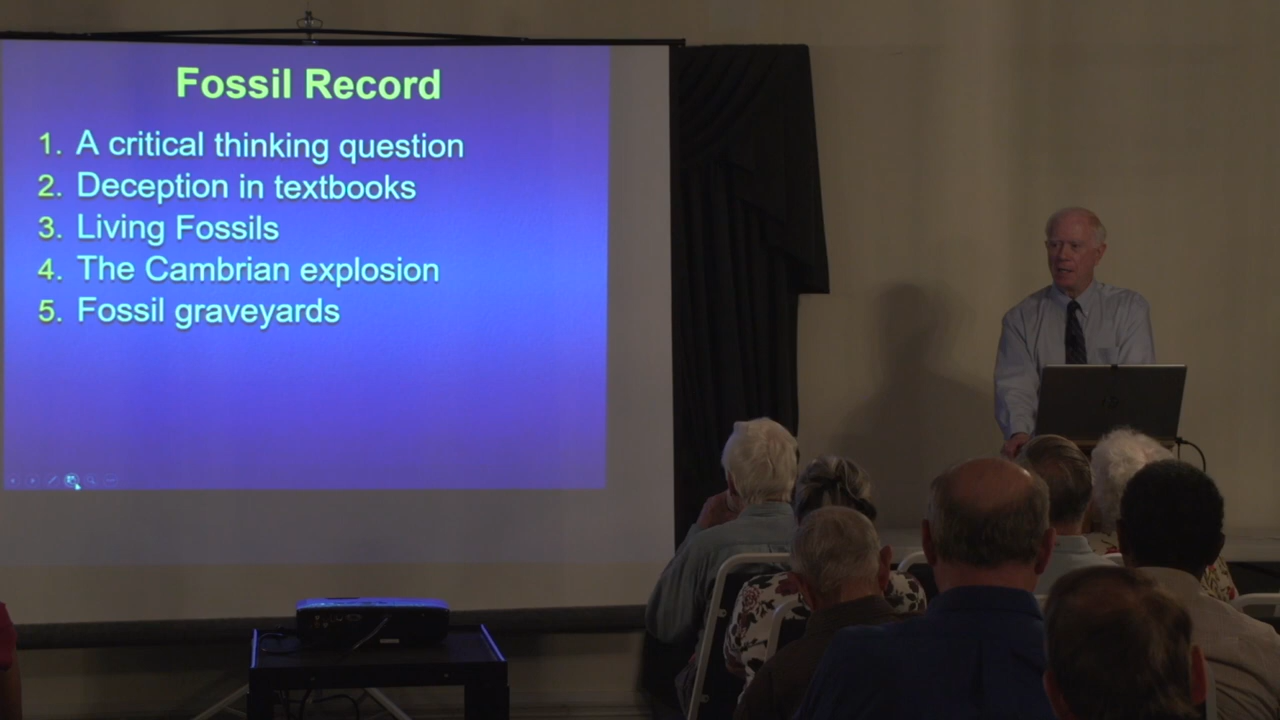 Fossil Record
1. A critical thinking question
2. Deception in textbooks
3. Living Fossils
4. The Cambrian explosion
5. Fossil graveyards